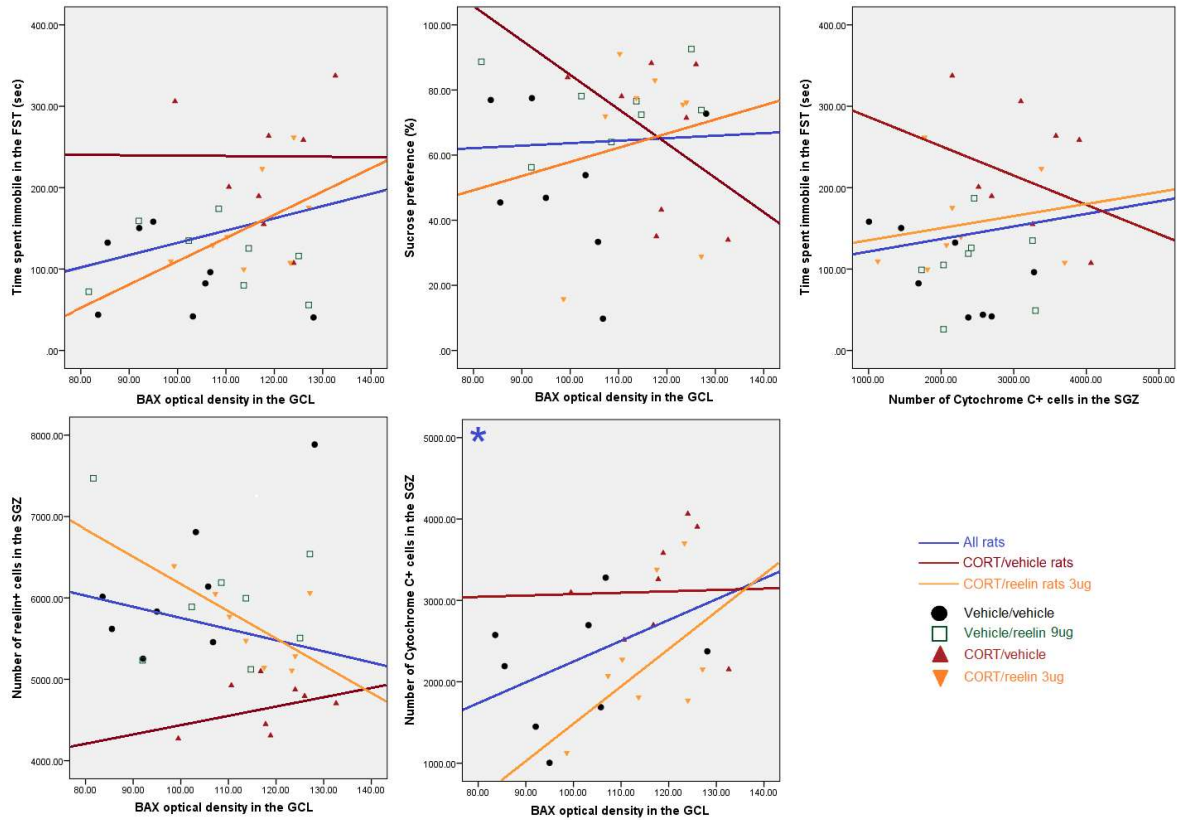 Time spent immobile in the FST (sec)
400.00
300.00
200.00
100.00
.00
80.00 90.00 100.00 110.00 120.00 130.00 140.00
BAX optical density in the GCL
Sucrose preference (%)
100.00
80.00
60.00
40.00
20.00
.00
80.00 90.00 100.00 110.00 120.00 130.00 140.00
BAX optical density in the GCL
Time spent immobile in the FST (sec)
400.00
300.00
200.00
100.00
.00
1000.00 2000.00 3000.00 4000.00 5000.00
Number of Cytochrome C+ cells in the SGZ
Number of reelin+ cells in the SGZ
8000.00
7000.00
6000.00
5000.00
4000.00
80.00 90.00 100.00 110.00 120.00 130.00 140.00
BAX optical density in the GCL
Number of Cytochrome C+ cells in the SGZ
*
5000.00
4000.00
3000.00
2000.00
1000.00
80.00 90.00 100.00 110.00 120.00 130.00 140.00
BAX optical density in the GCL
All rats
CORT/vehicle rats
CORT/reelin rats 3ug
Vehicle/vehicle
Vehicle/reelin 9ug
CORT/vehicle
CORT/reelin 3ug